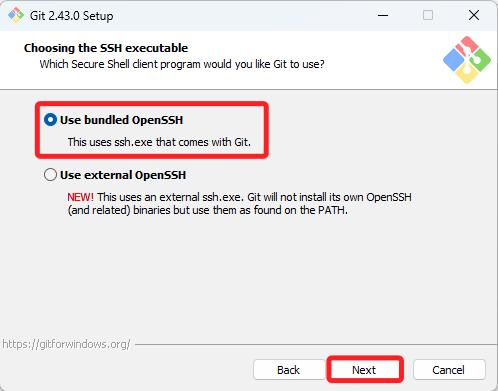 Git 2.43.0 Setup
Choosing the SSH executable
Which Secure Shell client program would you like Git to use?
Use bundled OpenSSH
This uses ssh.exe that comes with Git.
Use external OpenSSH
NEW! This uses an external ssh.exe. Git will not install its own OpenSSH
(and related) binaries but use them as found on the PATH.
https://gitforwindows.org/
Back
Next
Cancel